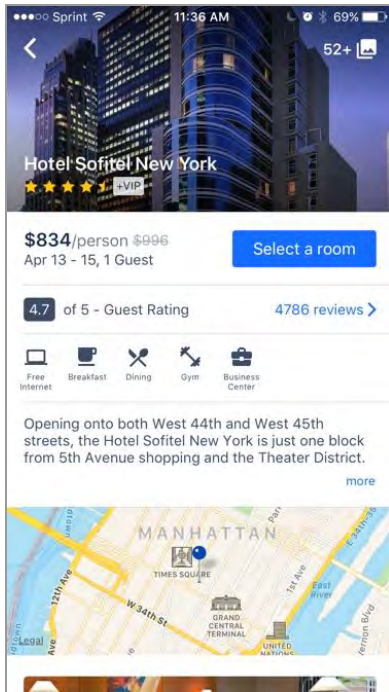 Sprint 11:36 AM 69%
52+
Hotel Sofitel New York
+VIP
$834/person $996
Select a room
Apr 13 - 15, 1 Guest
4.7 of 5 - Guest Rating 4786 reviews
Free Internet
Breakfast
Dining
Gym
Business Center
Opening onto both West 44th and West 45th
streets, the Hotel Sofitel New York is just one block
from 5th Avenue shopping and the Theater District.
more
MANHATTAN
E 34th-35
TIMES SQUARE
12th Ave
1st Ave
East
River
W 34th St
GRAND
CENTRAL
TERMINAL
Legal
UNITED
NATIONS